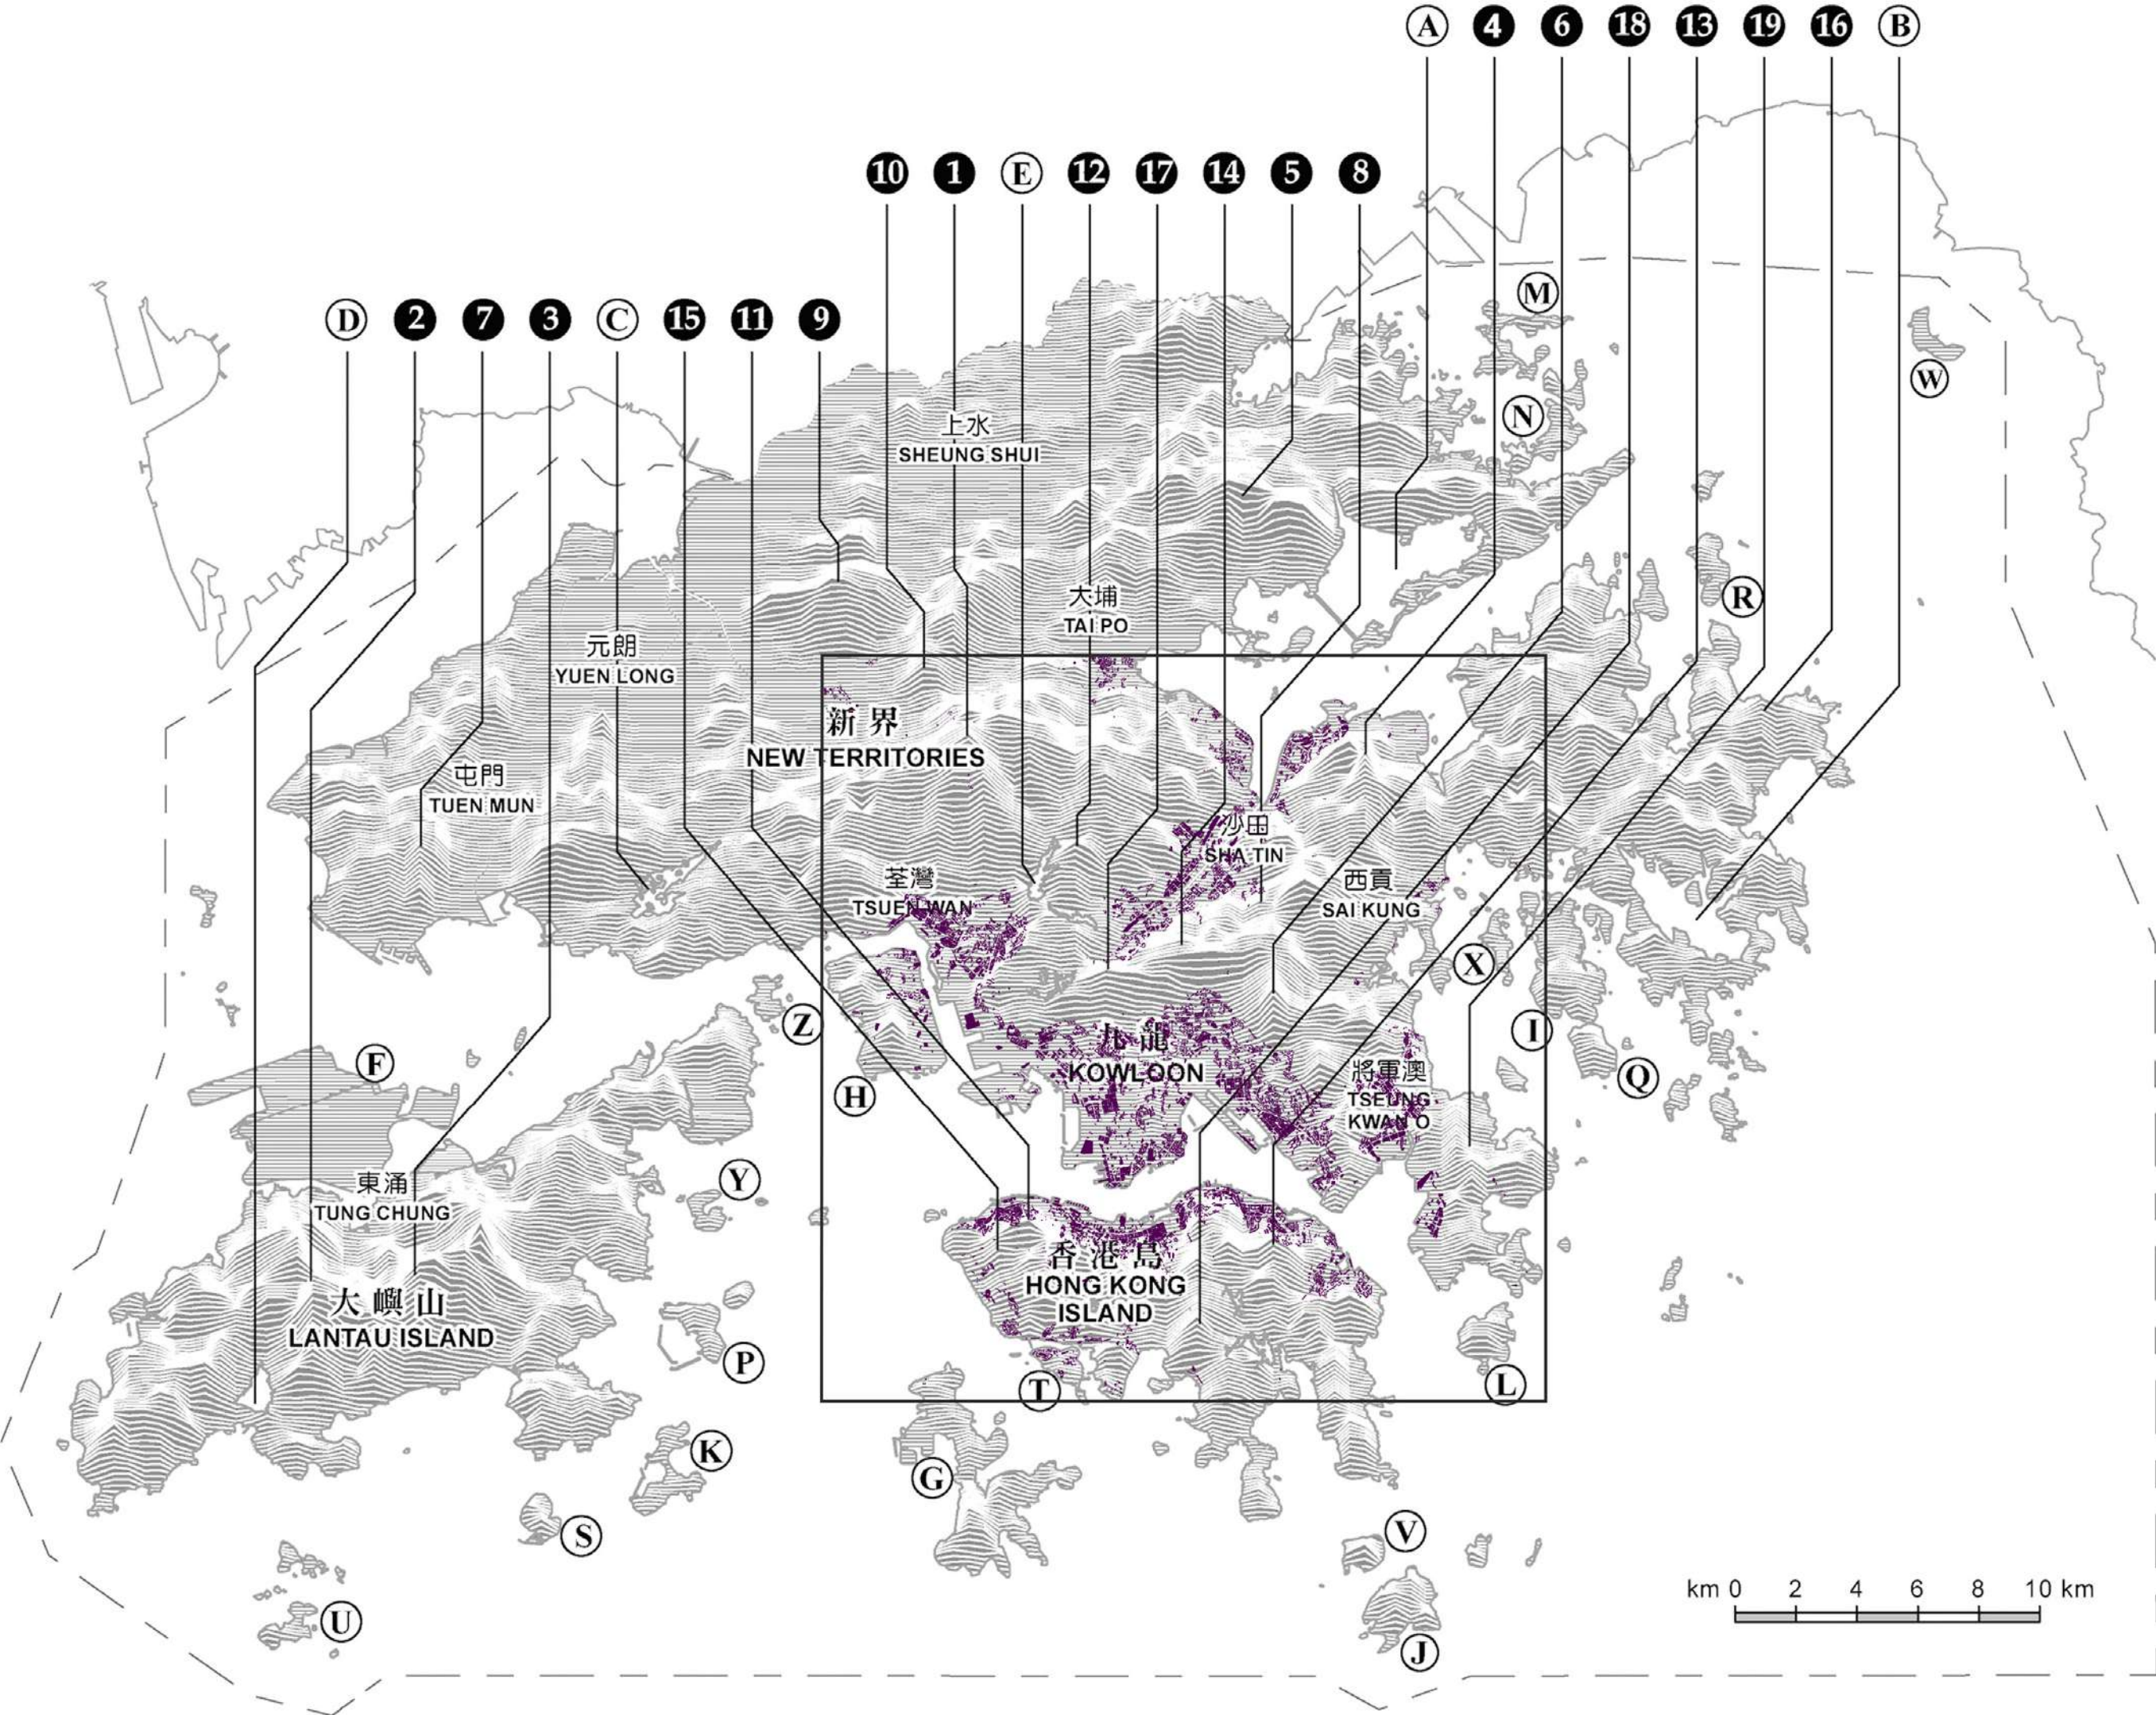 A 4 6 18 13 19 16 B
10 1 E 12 17 14 5 8
M
D 2 7 3 C 15 11 9
W
N
上水
SHEUNG SHUI
大埔
TAI PO
R
元朗
YUEN LONG
新界
NEW TERRITORIES
屯門
TUEN MUN
沙田
SHA TIN
荃灣
TSUEN WAN
西貢
SAI KUNG
X
Z
I
九龍
KOWLOON
F
將軍澳
TSEUNG
KWAN O
Q
H
東涌
TUNG CHUNG
Y
香港島
HONG KONG
ISLAND
大嶼山
LANTAU ISLAND
P
T
L
K
G
S
V
km 0 2 4 6 8 10 km
U
J